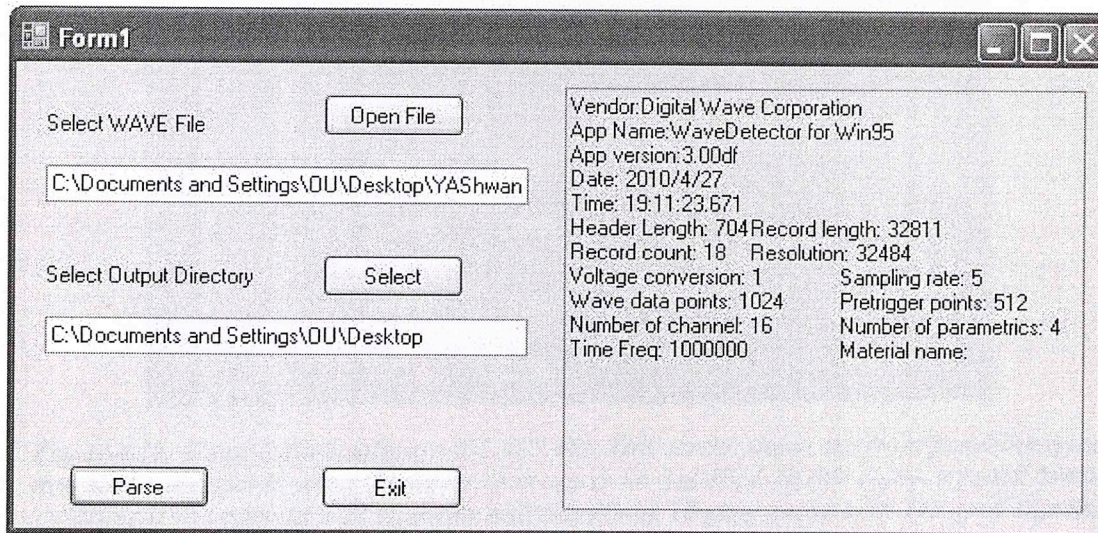 Form1
Select WAVE File
Open File
C:\Documents and Settings\OU\Desktop\YAShwan
Select Output Directory
Select
C:\Documents and Settings\OU\Desktop
Parse
Exit
Vendor:Digital Wave Corporation
App Name:WaveDetector for Win95
App version:3.00df
Date: 2010/4/27
Time: 19:11:23.671
Header Length: 704Record length: 32811
Record count: 18 Resolution: 32484
Voltage conversion: 1 Sampling rate: 5
Wave data points: 1024 Pretrigger points: 512
Number of channel: 16 Number of parametrics: 4
Time Freq: 1000000 Material name: